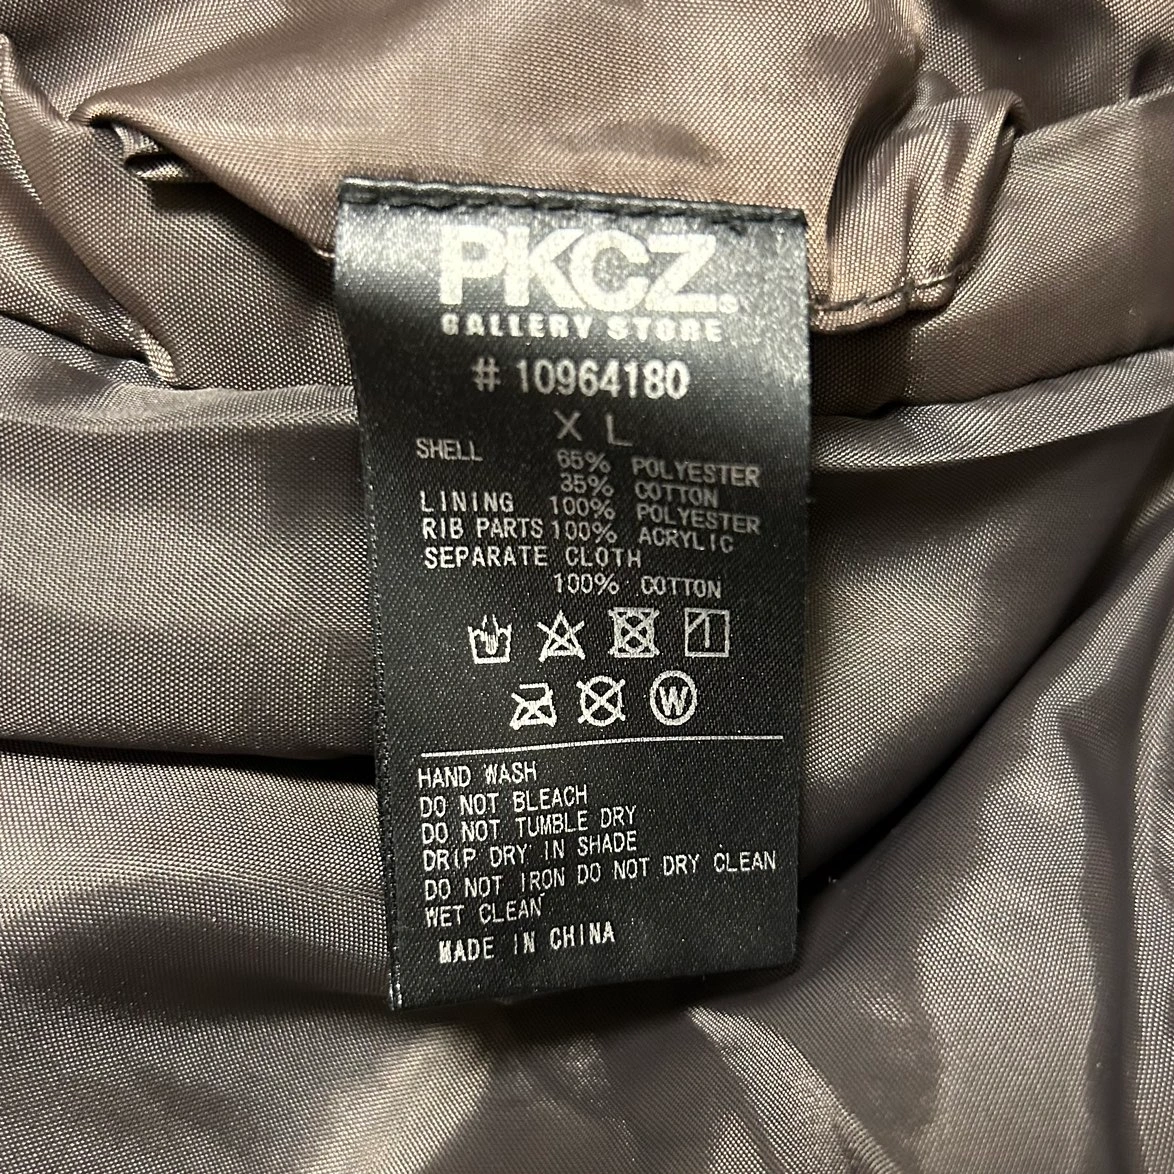 PKCZ®
GALLERY STORE
# 10964180
XL
SHELL 65% POLYESTER
35% COTTON
LINING 100% POLYESTER
RIB PARTS 100% ACRYLIC
SEPARATE CLOTH
100% COTTON
W
HAND WASH
DO NOT BLEACH
DO NOT TUMBLE DRY
DRIP DRY IN SHADE
DO NOT IRON DO NOT DRY CLEAN
WET CLEAN
MADE IN CHINA